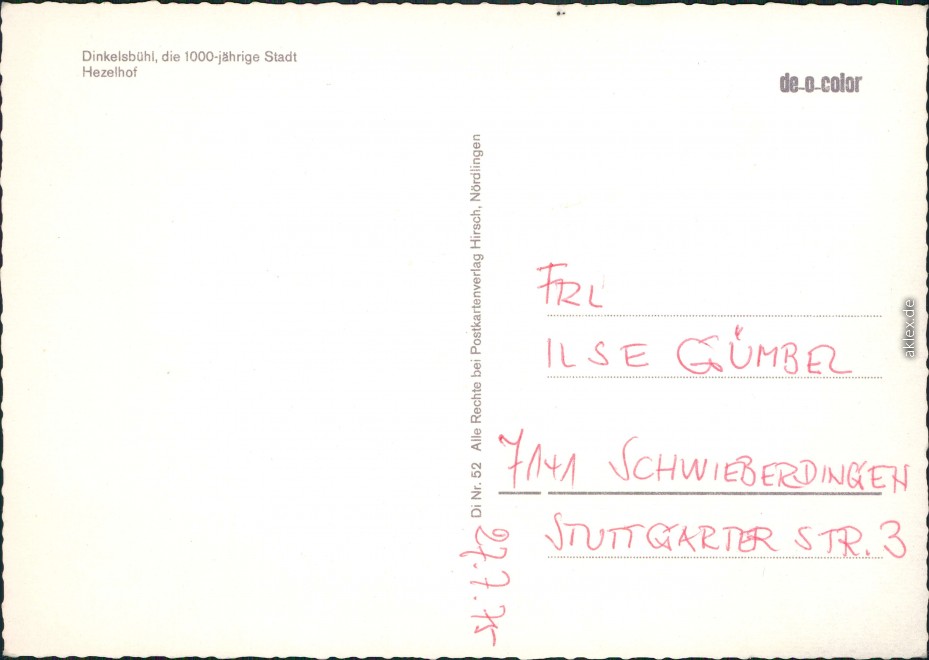 Dinkelsbühl, die 1000-jährige Stadt
Hezelhof
de-o-color
Di Nr. 52 Alle Rechte bei Postkartenverlag Hirsch, Nördlingen
FRL
ILSE GÜMBEL
7141 SCHWIEBERDINGEN
STUTTGARTER STR. 3
27.7.75
aklex.de